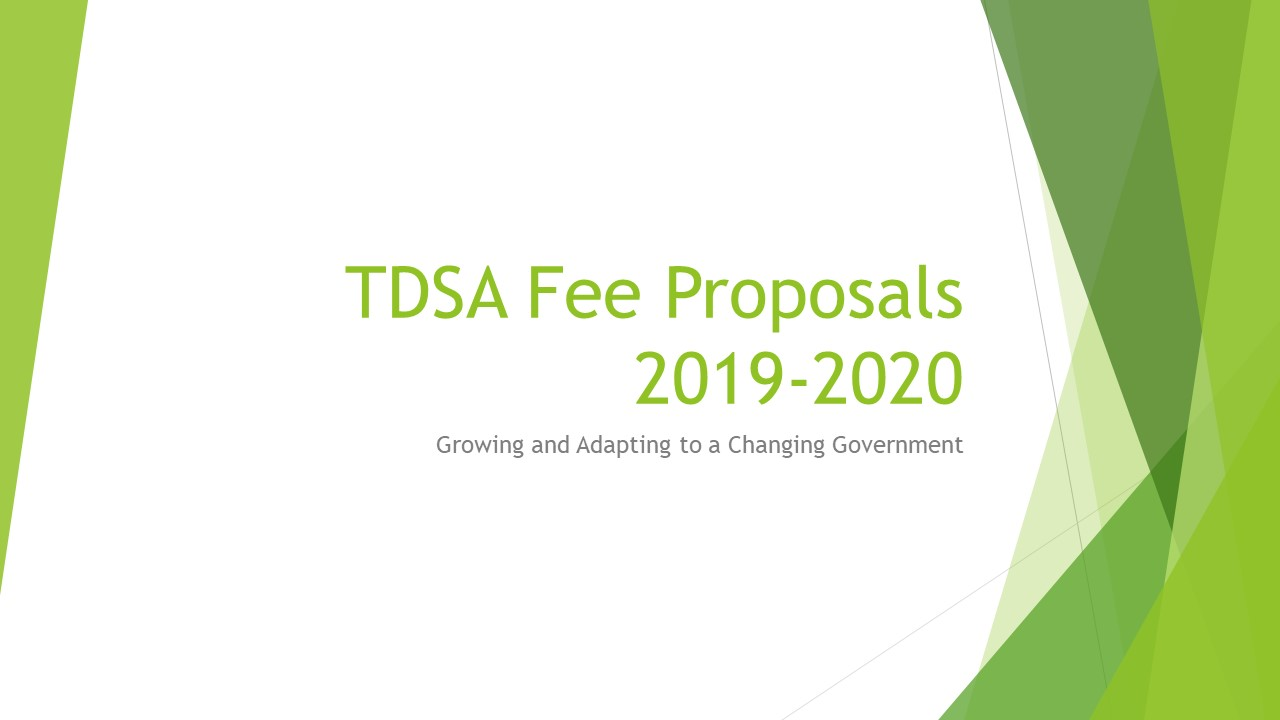 TDSA Fee Proposals
2019-2020
Growing and Adapting to a Changing Government